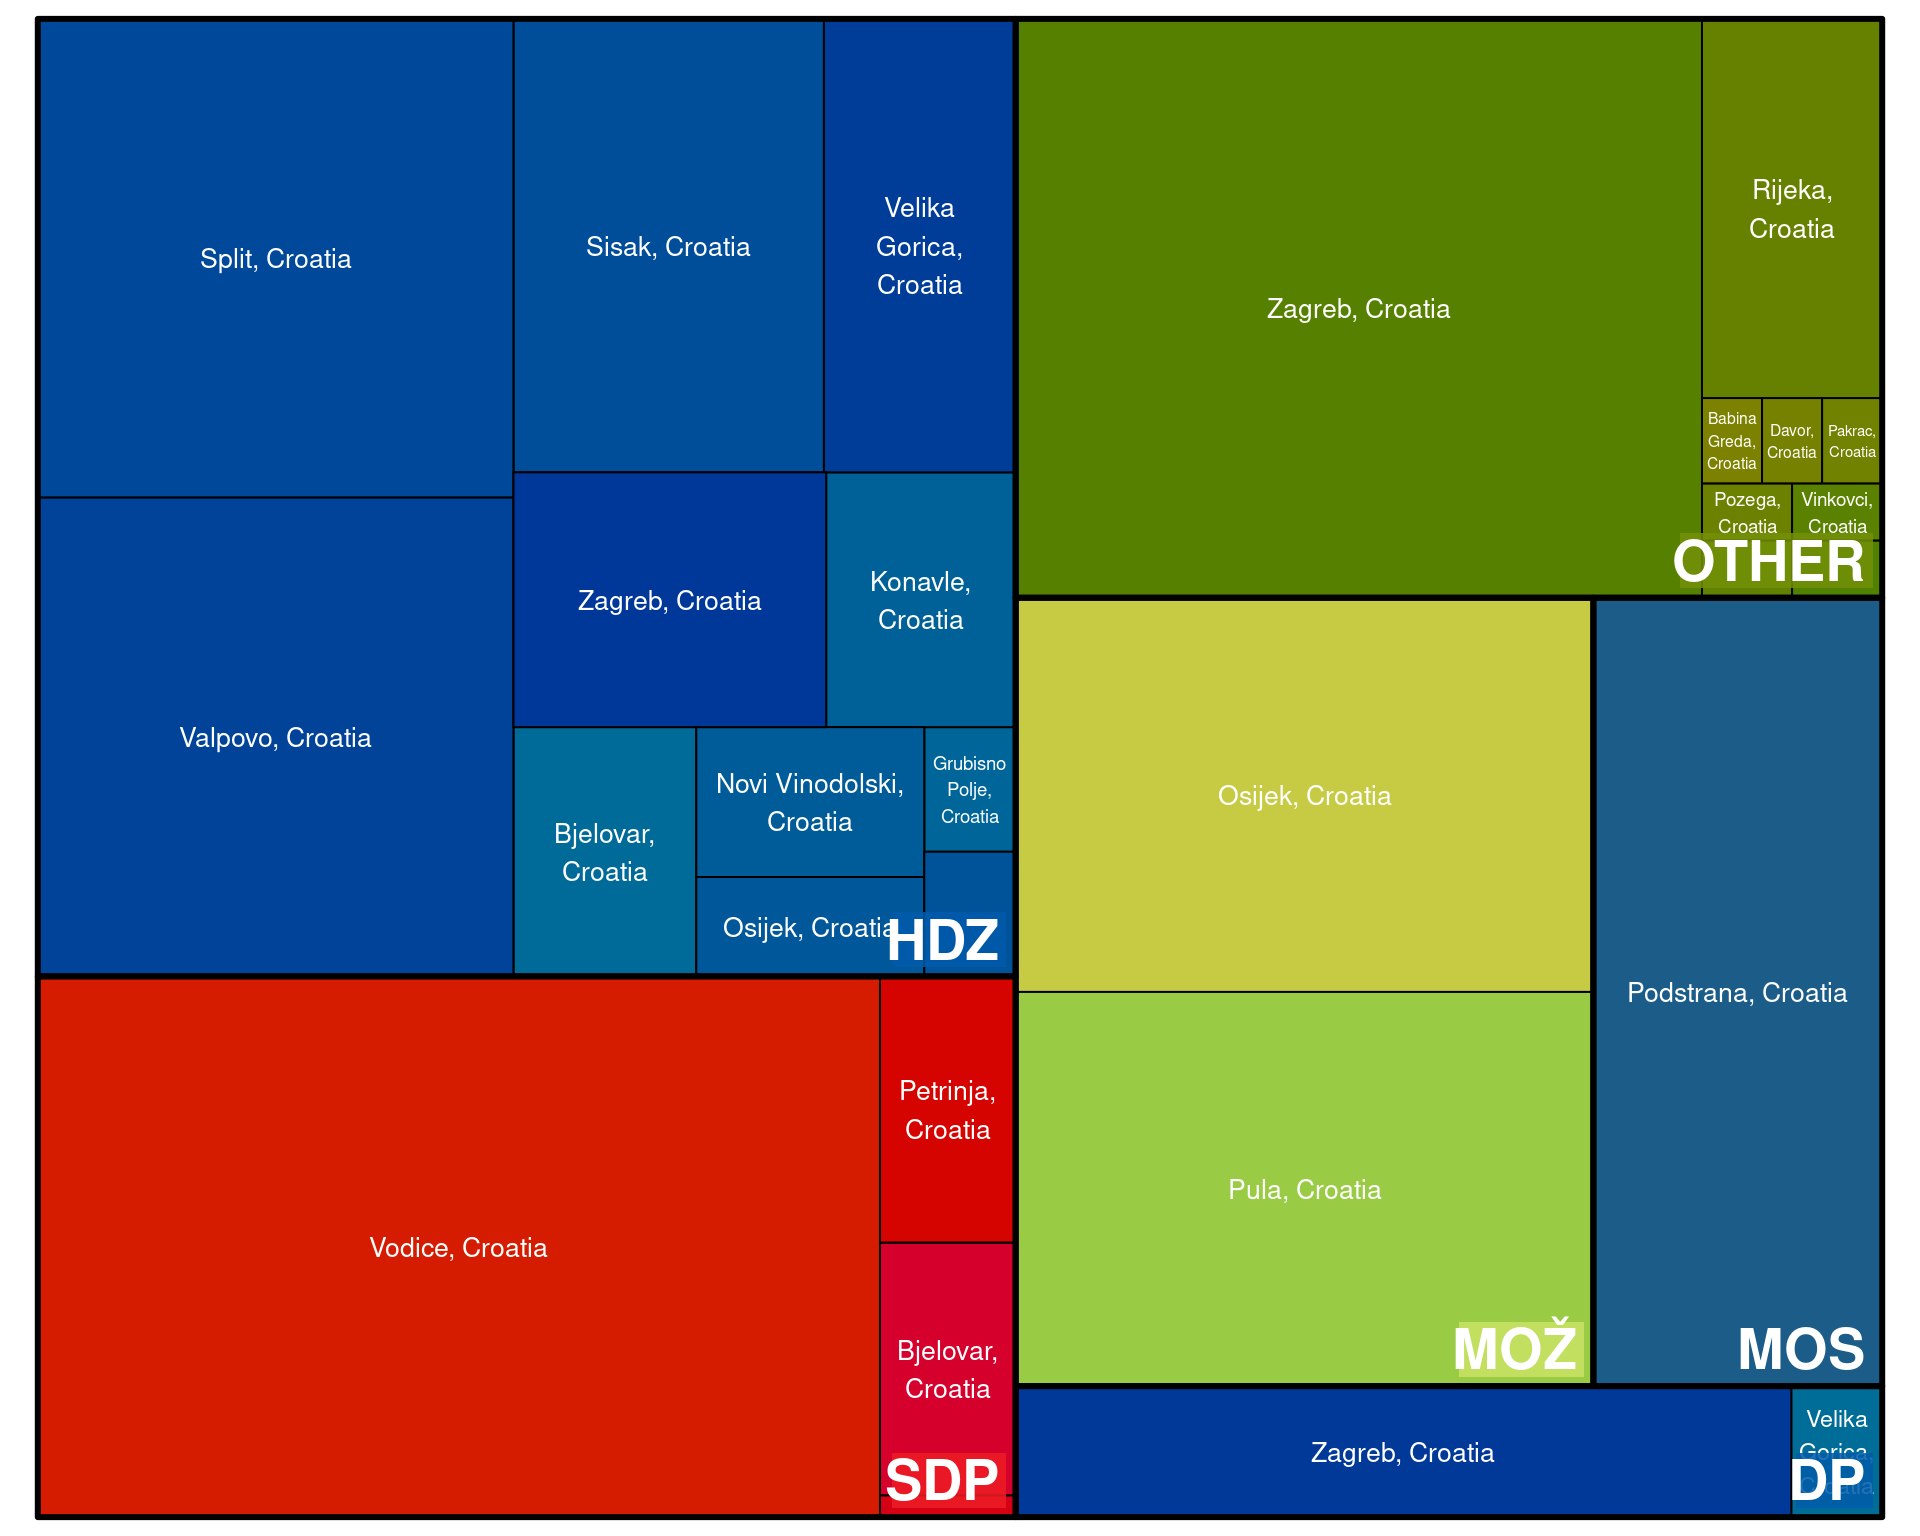 Split, Croatia
Sisak, Croatia
Velika
Gorica,
Croatia
Valpovo, Croatia
Zagreb, Croatia
Konavle,
Croatia
Bjelovar,
Croatia
Novi Vinodolski,
Croatia
Grubisno
Polje,
Croatia
Osijek, Croatia
HDZ
Vodice, Croatia
Petrinja,
Croatia
Bjelovar,
Croatia
SDP
Zagreb, Croatia
Rijeka,
Croatia
Babina
Greda,
Croatia
Davor,
Croatia
Pakrac,
Croatia
Pozega,
Croatia
Vinkovci,
Croatia
OTHER
Osijek, Croatia
Pula, Croatia
MOŽ
Podstrana, Croatia
MOS
Zagreb, Croatia
Velika
Gorica,
Croatia
DP